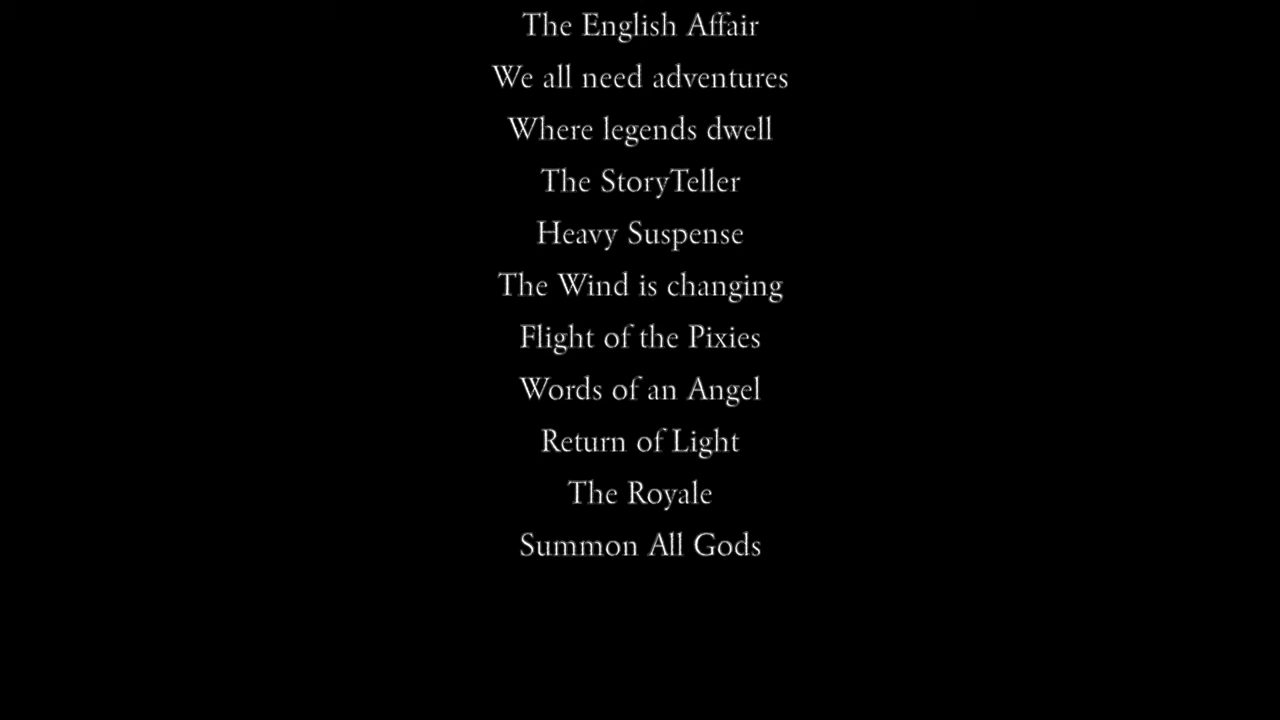 The English Affair
We all need adventures
Where legends dwell
The StoryTeller
Heavy Suspense
The Wind is changing
Flight of the Pixies
Words of an Angel
Return of Light
The Royale
Summon All Gods